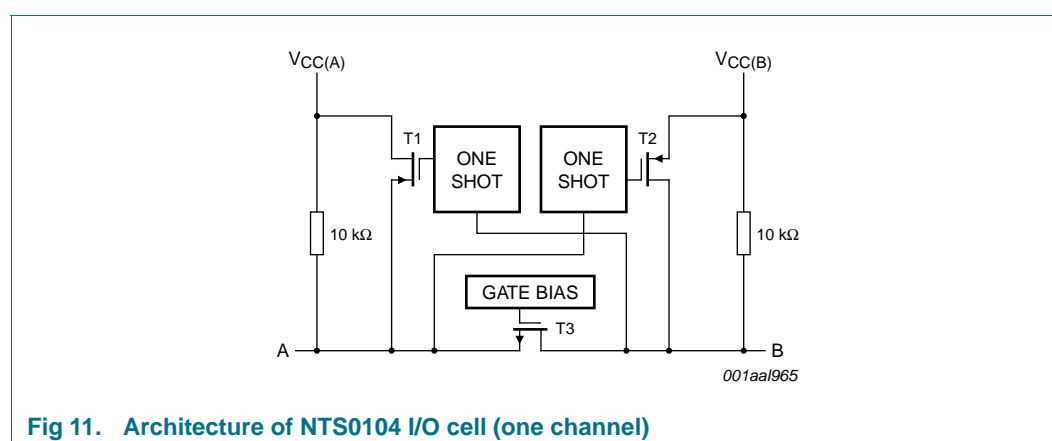 VCC(A)
VCC(B)
T1
T2
ONE
SHOT
ONE
SHOT
10 kΩ
10 kΩ
GATE BIAS
T3
A
B
001aal965
Fig 11. Architecture of NTS0104 I/O cell (one channel)